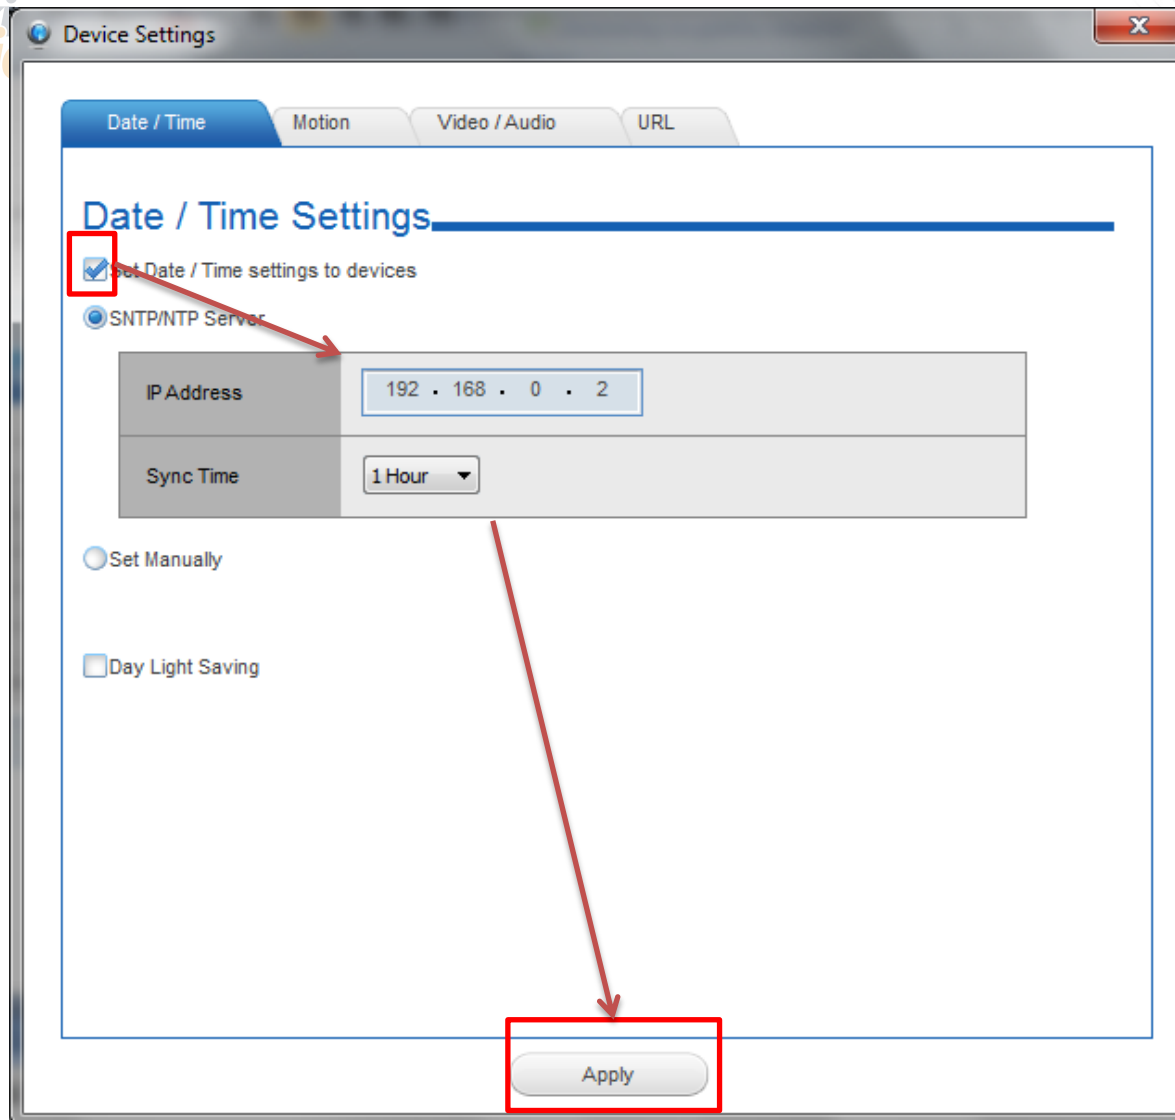 Device Settings
Date / Time Motion Video / Audio URL
Date / Time Settings
Set Date / Time settings to devices
SNTP/NTP Server
IP Address 192 . 168 . 0 . 2
Sync Time 1 Hour
Set Manually
Day Light Saving
Apply